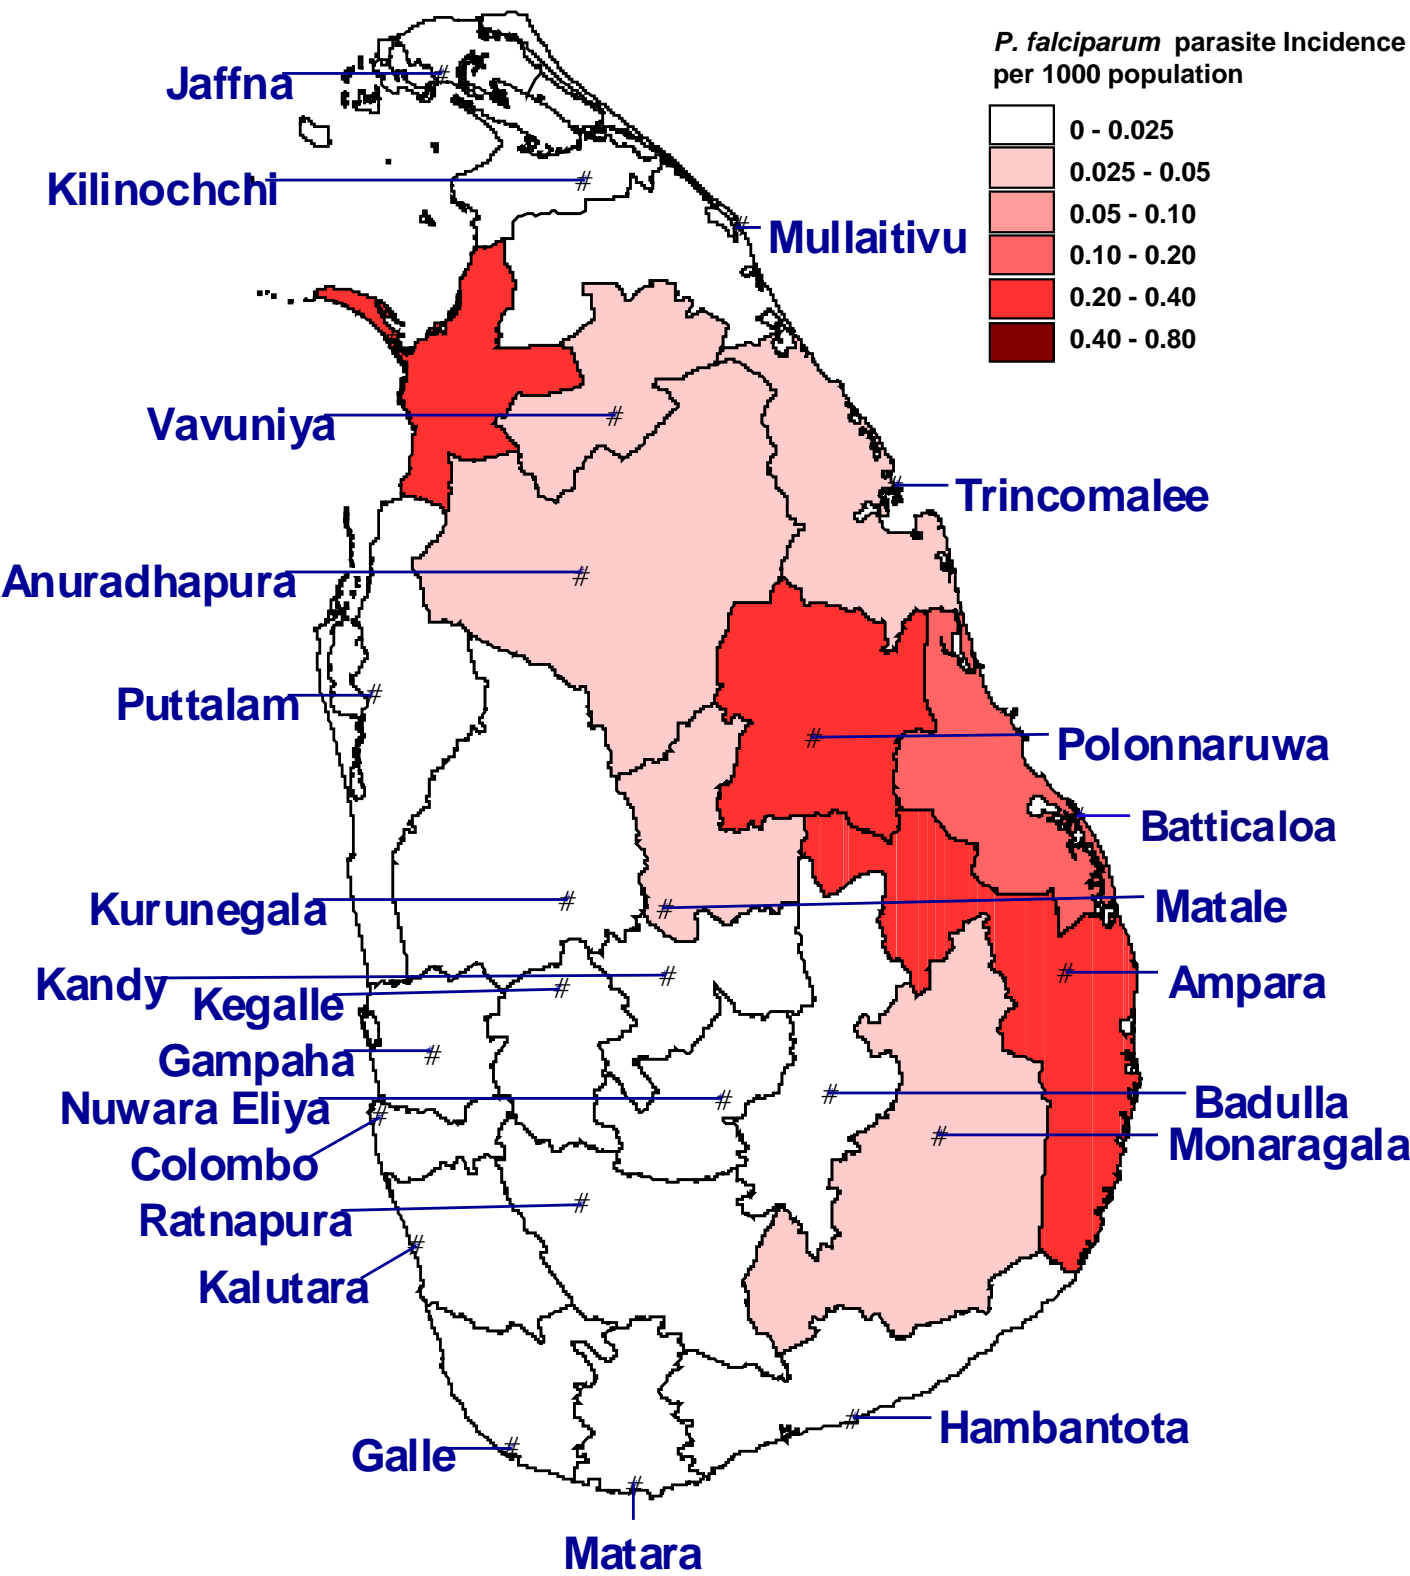 P. falciparum parasite Incidence
per 1000 population
0 - 0.025
0.025 - 0.05
0.05 - 0.10
0.10 - 0.20
0.20 - 0.40
0.40 - 0.80
Jaffna
Kilinochchi
Mullaitivu
Vavuniya
Trincomalee
Anuradhapura
Puttalam
Polonnaruwa
Batticaloa
Kurunegala
Matale
Kandy
Ampara
Kegalle
Gampaha
Nuwara Eliya
Badulla
Monaragala
Colombo
Ratnapura
Kalutara
Hambantota
Galle
Matara